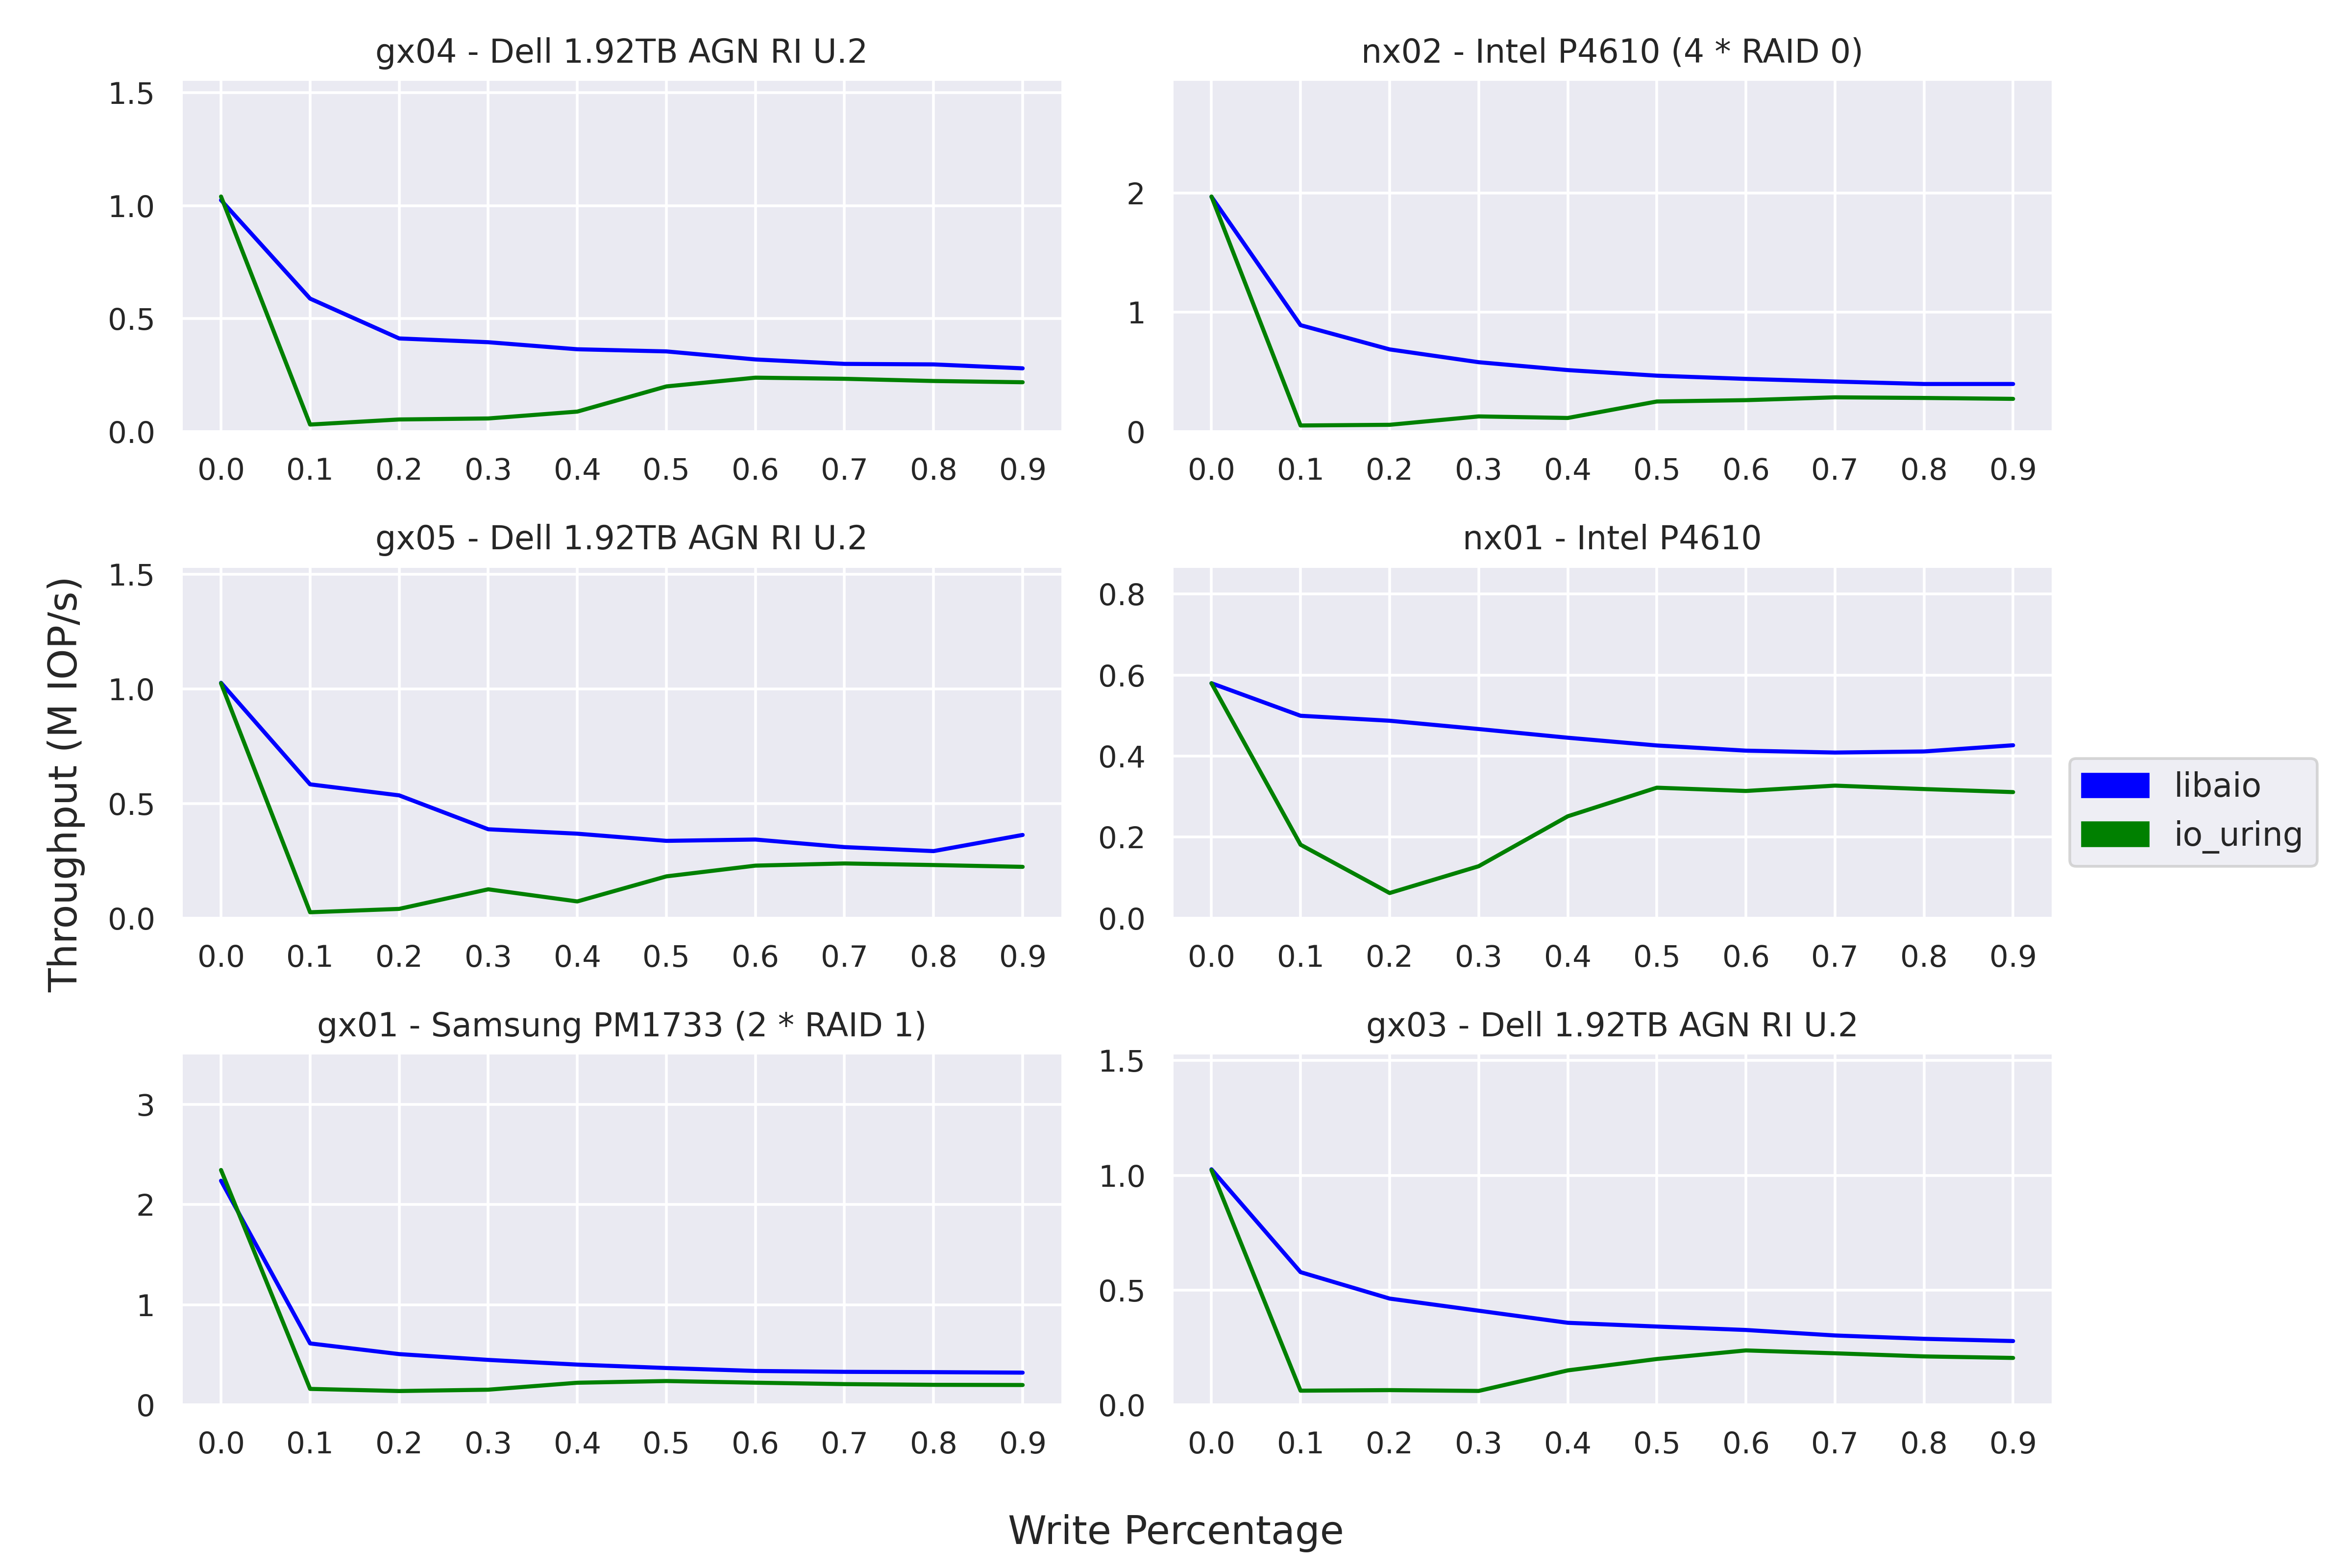 gx04 - Dell 1.92TB AGN RI U.2
1.5
1.0
0.5
0.0
0.0 0.1 0.2 0.3 0.4 0.5 0.6 0.7 0.8 0.9
nx02 - Intel P4610 (4 * RAID 0)
2
1
0
0.0 0.1 0.2 0.3 0.4 0.5 0.6 0.7 0.8 0.9
Throughput (M IOP/s)
gx05 - Dell 1.92TB AGN RI U.2
1.5
1.0
0.5
0.0
0.0 0.1 0.2 0.3 0.4 0.5 0.6 0.7 0.8 0.9
nx01 - Intel P4610
0.8
0.6
0.4
0.2
0.0
0.0 0.1 0.2 0.3 0.4 0.5 0.6 0.7 0.8 0.9
libaio
io_uring
gx01 - Samsung PM1733 (2 * RAID 1)
3
2
1
0
0.0 0.1 0.2 0.3 0.4 0.5 0.6 0.7 0.8 0.9
gx03 - Dell 1.92TB AGN RI U.2
1.5
1.0
0.5
0.0
0.0 0.1 0.2 0.3 0.4 0.5 0.6 0.7 0.8 0.9
Write Percentage